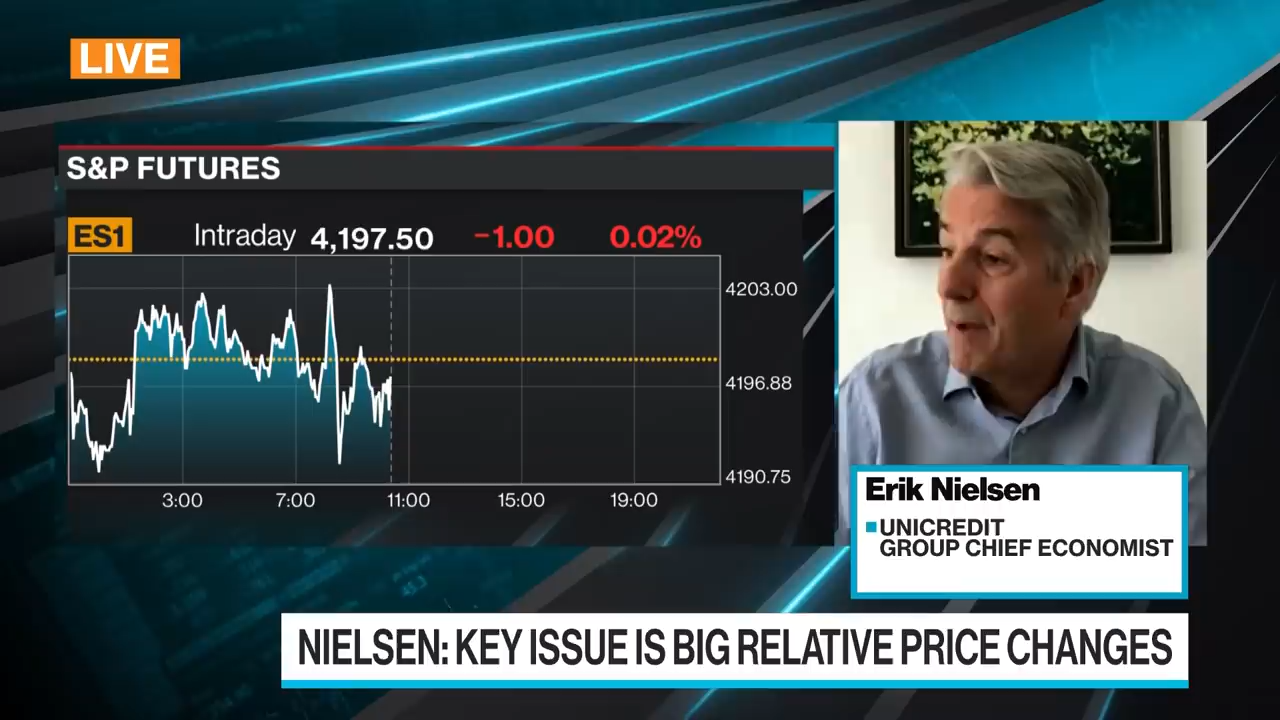 LIVE
S&P FUTURES
ES1 Intraday 4,197.50 -1.00 0.02%
4203.00
4196.88
4190.75
3:00 7:00 11:00 15:00 19:00
Erik Nielsen
UNICREDIT
GROUP CHIEF ECONOMIST
NIELSEN: KEY ISSUE IS BIG RELATIVE PRICE CHANGES